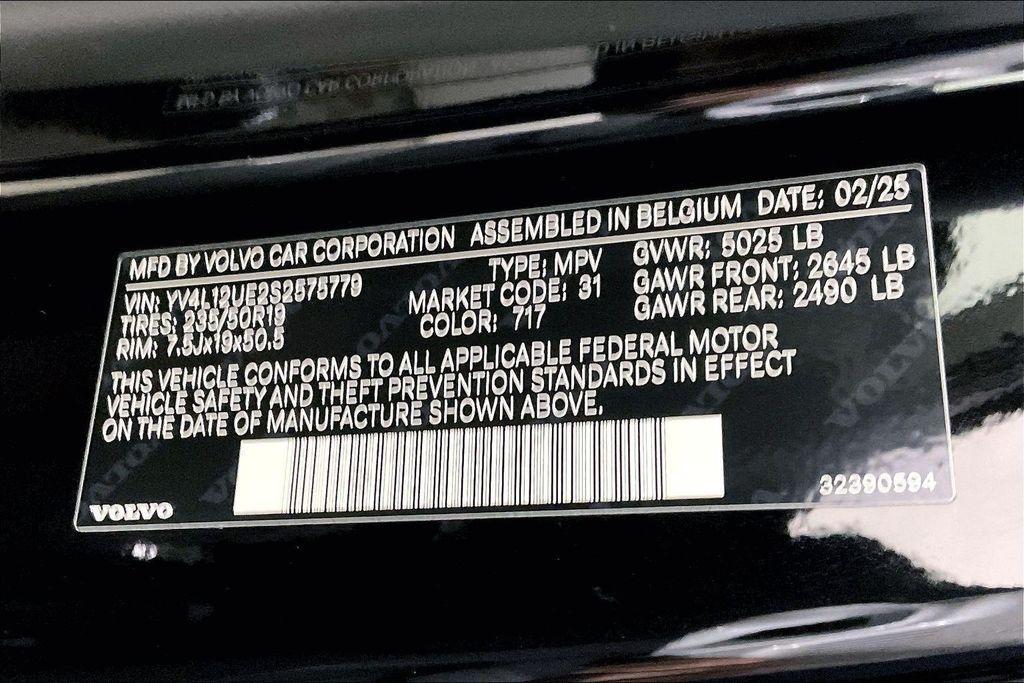 MFD BY VOLVO CAR CORPORATION ASSEMBLED IN BELGIUM DATE: 02/25
VIN: YV4L12UE2S2575779 TYPE: MPV GVWR: 5025 LB
TIRES: 235/50R19 MARKET CODE: 31 GAWR FRONT: 2645 LB
RIM: 7.5Jx19x50.5 COLOR: 717 GAWR REAR: 2490 LB
THIS VEHICLE CONFORMS TO ALL APPLICABLE FEDERAL MOTOR
VEHICLE SAFETY AND THEFT PREVENTION STANDARDS IN EFFECT
ON THE DATE OF MANUFACTURE SHOWN ABOVE.
VOLVO 32390594